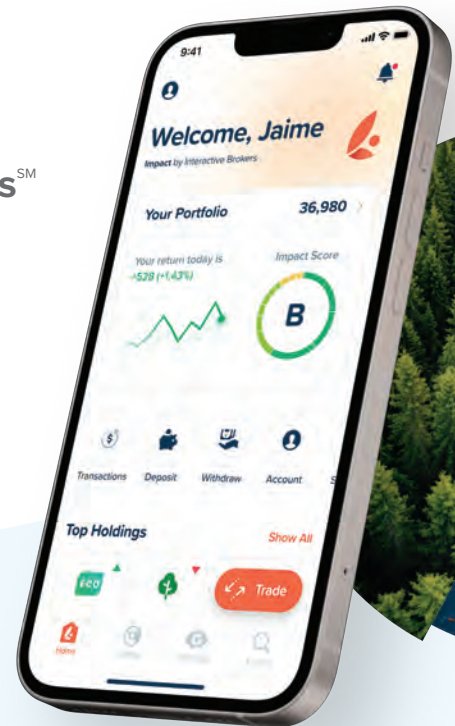 s℠
9:41
Welcome, Jaime
Impact by Interactive Brokers
Your Portfolio 36,980
Your return today is
+528 (+1.43%)
Impact Score
B
Transactions Deposit Withdraw Account S
Top Holdings Show All
ECO
Trade
Home